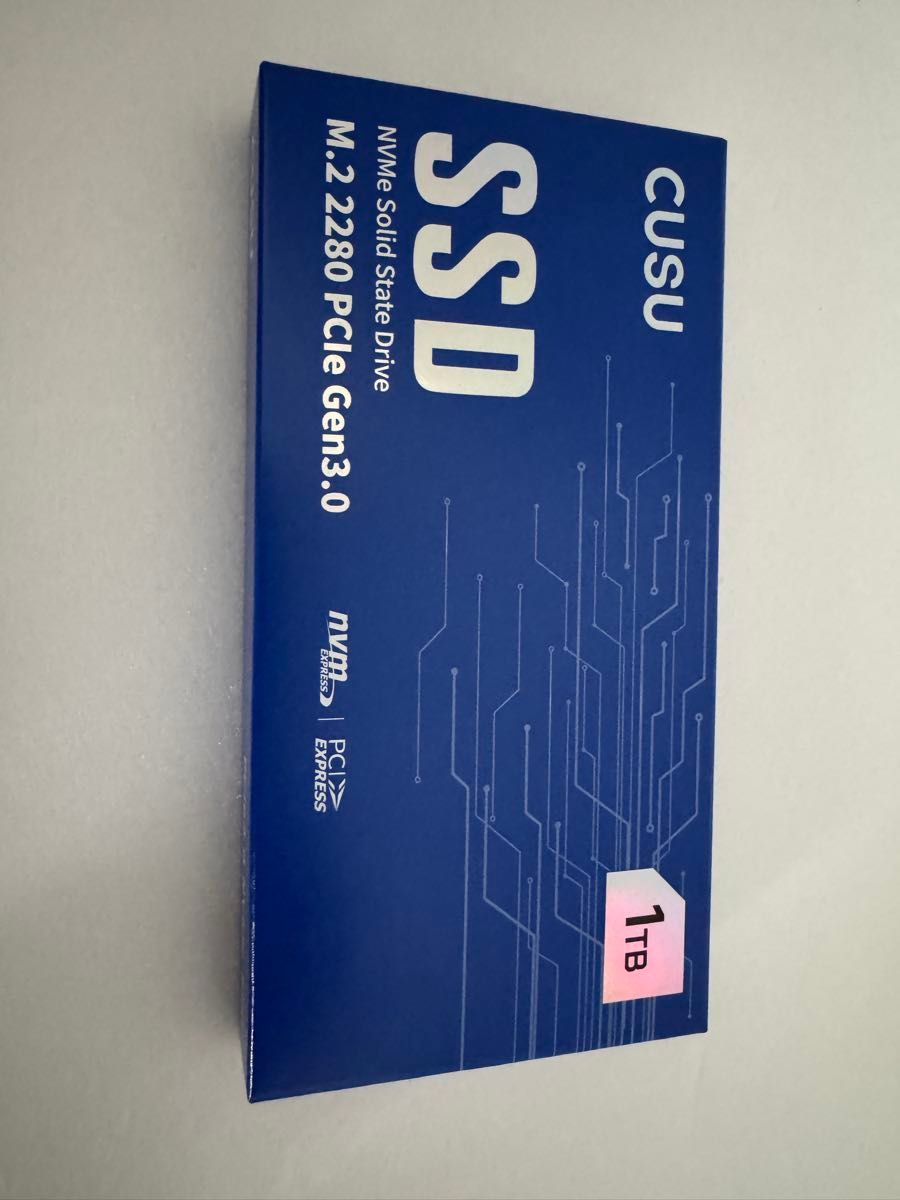 CUSU
SSD
NVMe Solid State Drive
M.2 2280 PCIe Gen3.0
nvm
EXPRESS
PCI
EXPRESS
1TB